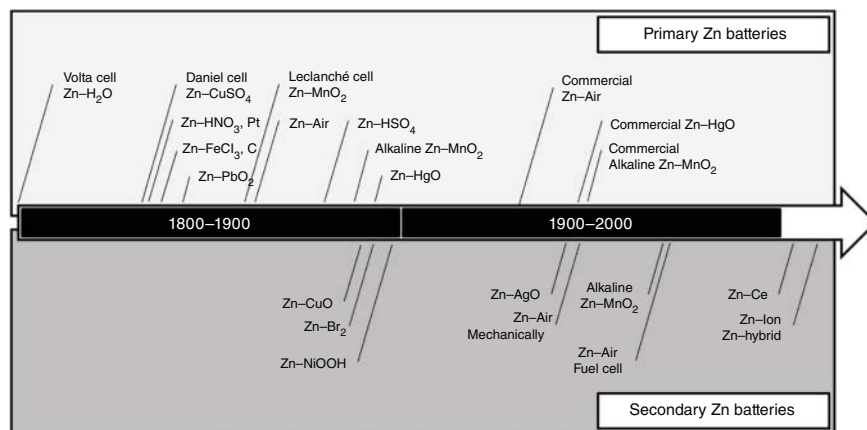 Primary Zn batteries
Volta cell
Zn–H₂O
Daniel cell
Zn–CuSO₄
Zn–HNO₃, Pt
Zn–FeCl₃, C
Zn–PbO₂
Leclanché cell
Zn–MnO₂
Zn–Air
Zn–HSO₄
Alkaline Zn–MnO₂
Zn–HgO
Commercial
Zn–Air
Commercial Zn–HgO
Commercial
Alkaline Zn–MnO₂
1800–1900
1900–2000
Zn–CuO
Zn–Br₂
Zn–NiOOH
Zn–AgO
Zn–Air
Mechanically
Alkaline
Zn–MnO₂
Zn–Air
Fuel cell
Zn–Ce
Zn–Ion
Zn–hybrid
Secondary Zn batteries